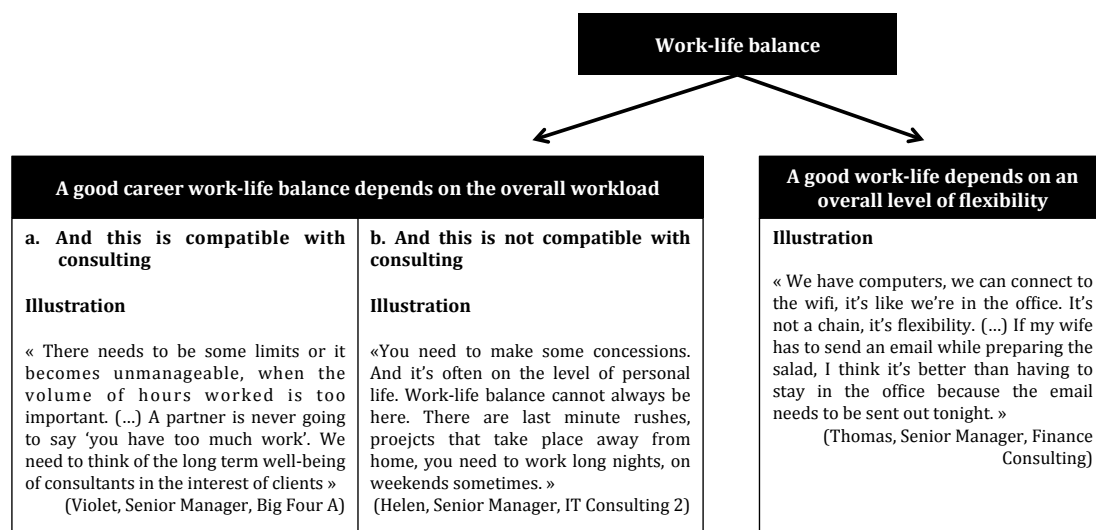 Work-life balance
A good career work-life balance depends on the overall workload
a. And this is compatible with
consulting
Illustration
« There needs to be some limits or it
becomes unmanageable, when the
volume of hours worked is too
important. (…) A partner is never going
to say ‘you have too much work’. We
need to think of the long term well-being
of consultants in the interest of clients »
(Violet, Senior Manager, Big Four A)
b. And this is not compatible with
consulting
Illustration
«You need to make some concessions.
And it’s often on the level of personal
life. Work-life balance cannot always be
here. There are last minute rushes,
proejcts that take place away from
home, you need to work long nights, on
weekends sometimes. »
(Helen, Senior Manager, IT Consulting 2)
A good work-life depends on an
overall level of flexibility
Illustration
« We have computers, we can connect to
the wifi, it’s like we’re in the office. It’s
not a chain, it’s flexibility. (…) If my wife
has to send an email while preparing the
salad, I think it’s better than having to
stay in the office because the email
needs to be sent out tonight. »
(Thomas, Senior Manager, Finance
Consulting)